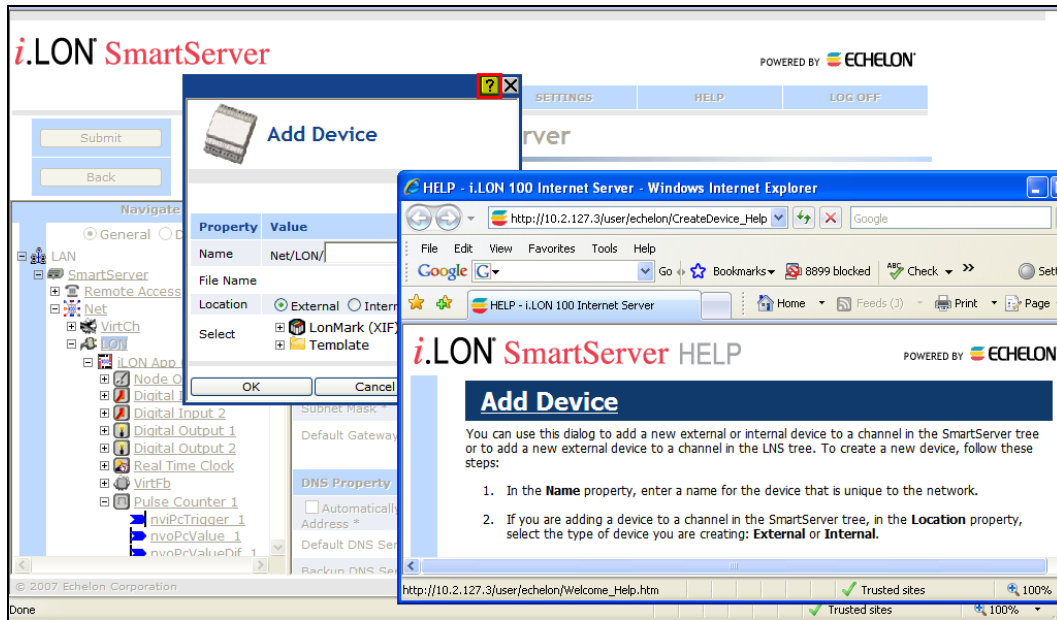 i.LON SmartServer
POWERED BY ECHELON
SETTINGS HELP LOG OFF
Submit
Back
rver
?
Add Device
Property Value
Name Net/LON/
File Name
Location External Intern
Select LonMark (XIF)
Template
OK Cancel
Navigate
General D
LAN
SmartServer
Remote Access
Net
VirtCh
LON
iLON App
Node O
Digital I
Digital Input 2
Digital Output 1
Digital Output 2
Real Time Clock
VirtFb
Pulse Counter 1
nviPcTrigger_1
nvoPcValue_1
nvoPcValueDif_1
Subnet Mask *
Default Gateway
DNS Property
Automatically
Address *
Default DNS Ser
Backup DNS Se
© 2007 Echelon Corporation
Done
Trusted sites 100%
HELP - i.LON 100 Internet Server - Windows Internet Explorer
http://10.2.127.3/user/echelon/CreateDevice_Help
Google
File Edit View Favorites Tools Help
Google G Go Bookmarks 8899 blocked ABC Check » Sett
HELP - i.LON 100 Internet Server
Home Feeds (J) Print Page
i.LON SmartServer HELP
POWERED BY ECHELON
Add Device
You can use this dialog to add a new external or internal device to a channel in the SmartServer tree
or to add a new external device to a channel in the LNS tree. To create a new device, follow these
steps:
1. In the Name property, enter a name for the device that is unique to the network.
2. If you are adding a device to a channel in the SmartServer tree, in the Location property,
select the type of device you are creating: External or Internal.
http://10.2.127.3/user/echelon/Welcome_Help.htm
Trusted sites 100%